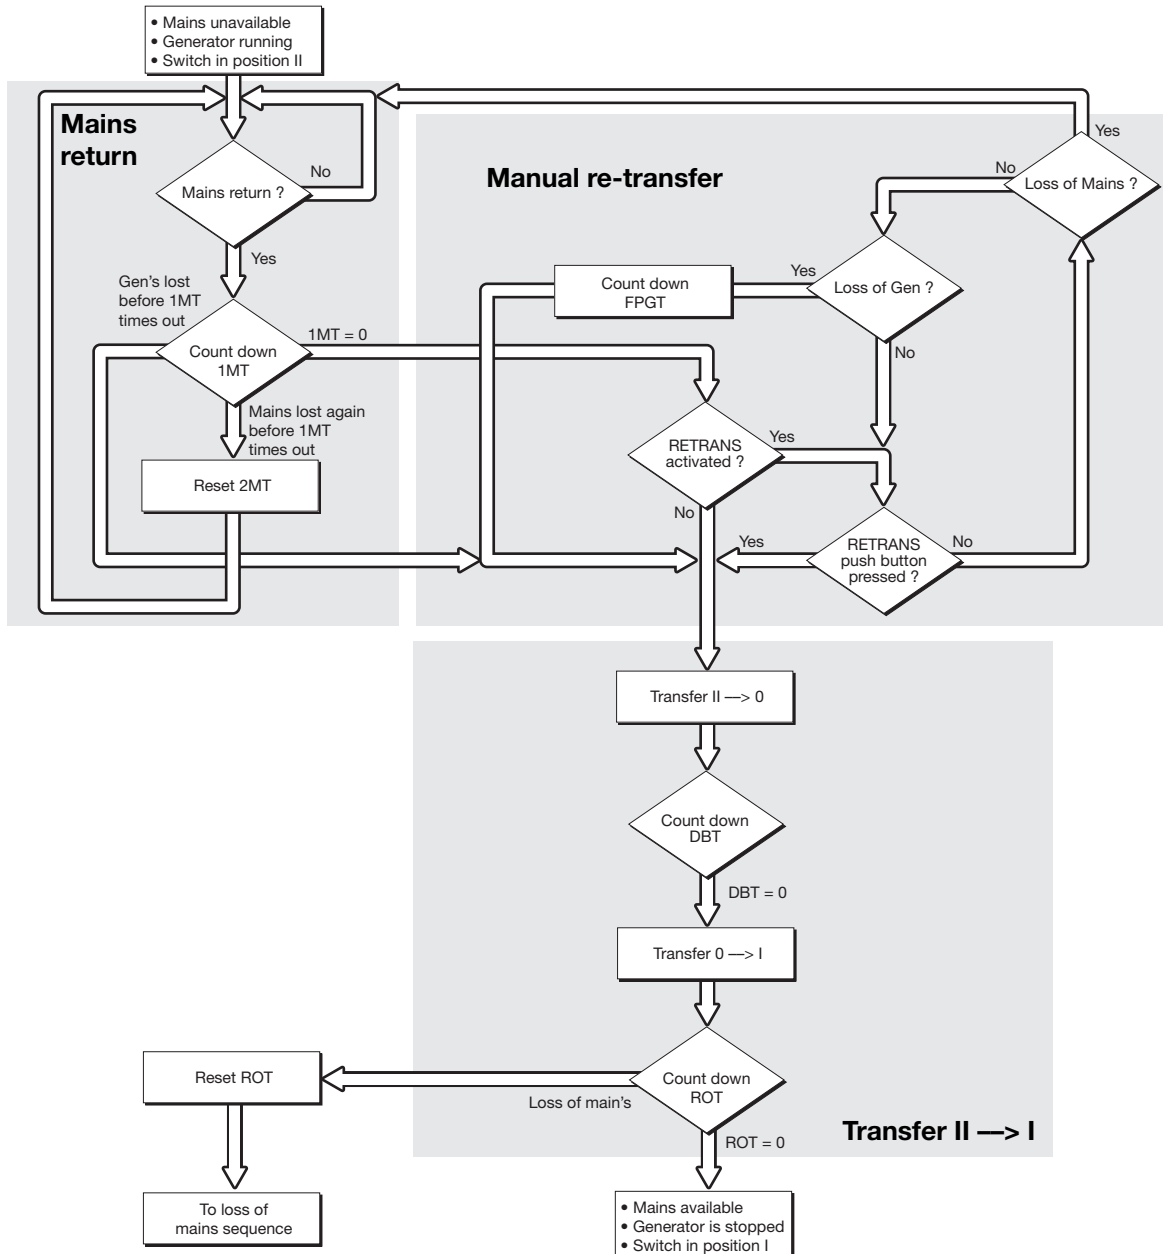 • Mains unavailable
• Generator running
• Switch in position II
Mains
return
Manual re-transfer
Yes
No
Loss of Mains ?
No
Mains return ?
Yes
Gen's lost
before 1MT
times out
Yes
Count down
FPGT
Loss of Gen ?
1MT = 0
No
Count down
1MT
Mains lost again
before 1MT
times out
RETRANS
activated ?
Yes
Reset 2MT
No
Yes
RETRANS
push button
pressed ?
No
Transfer II —> 0
Count down
DBT
DBT = 0
Transfer 0 —> I
Reset ROT
Count down
ROT
Loss of main's
Transfer II —> I
ROT = 0
To loss of
mains sequence
• Mains available
• Generator is stopped
• Switch in position I